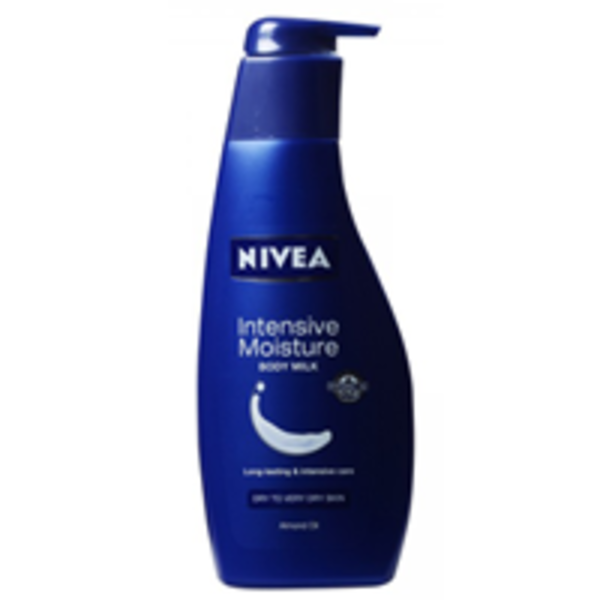 NIVEA
Intensive
Moisture
BODY MILK
Long lasting & intensive care
DRY TO VERY DRY SKIN
Almond Oil